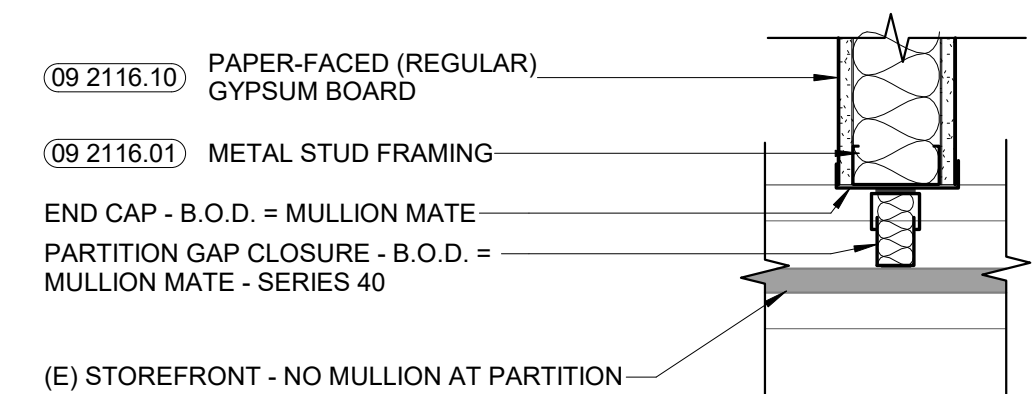 09 2116.10 PAPER-FACED (REGULAR)
GYPSUM BOARD
09 2116.01 METAL STUD FRAMING
END CAP - B.O.D. = MULLION MATE
PARTITION GAP CLOSURE - B.O.D. =
MULLION MATE - SERIES 40
(E) STOREFRONT - NO MULLION AT PARTITION